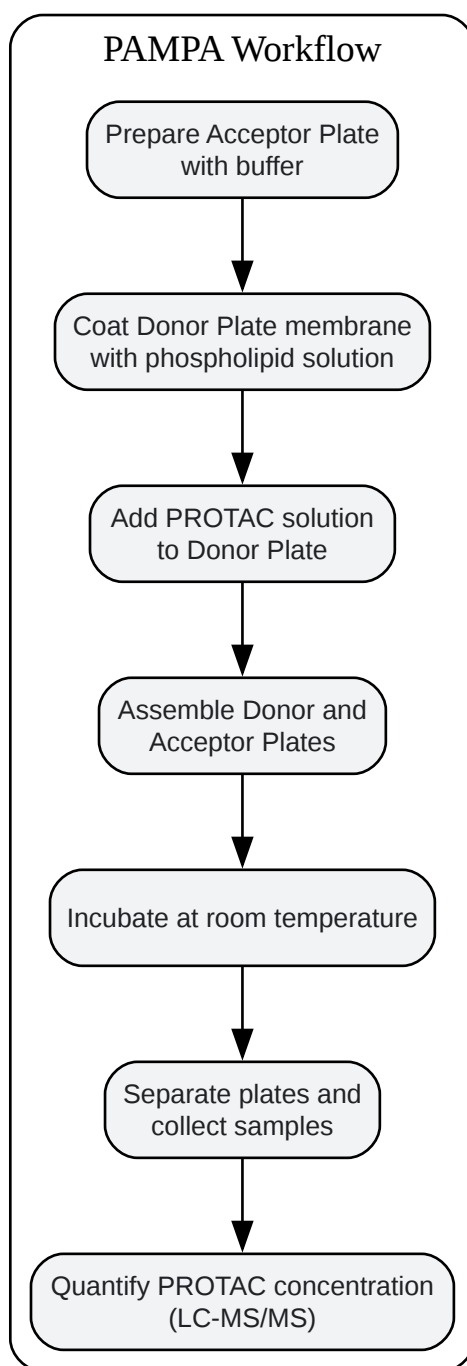 PAMPA Workflow
Prepare Acceptor Plate
with buffer
Coat Donor Plate membrane
with phospholipid solution
Add PROTAC solution
to Donor Plate
Assemble Donor and
Acceptor Plates
Incubate at room temperature
Separate plates and
collect samples
Quantify PROTAC concentration
(LC-MS/MS)